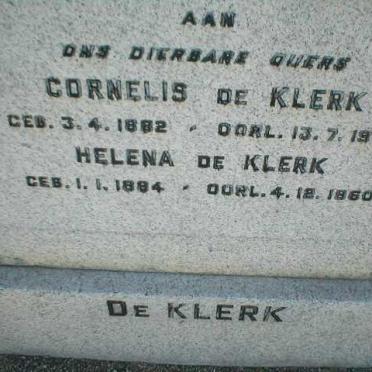 AAN
ONS DIERBARE OUERS
CORNELIS DE KLERK
GEB. 3.4.1882 - OORL. 13.7.19
HELENA DE KLERK
GEB. 1.1.1884 - OORL. 4.12.1960
DE KLERK